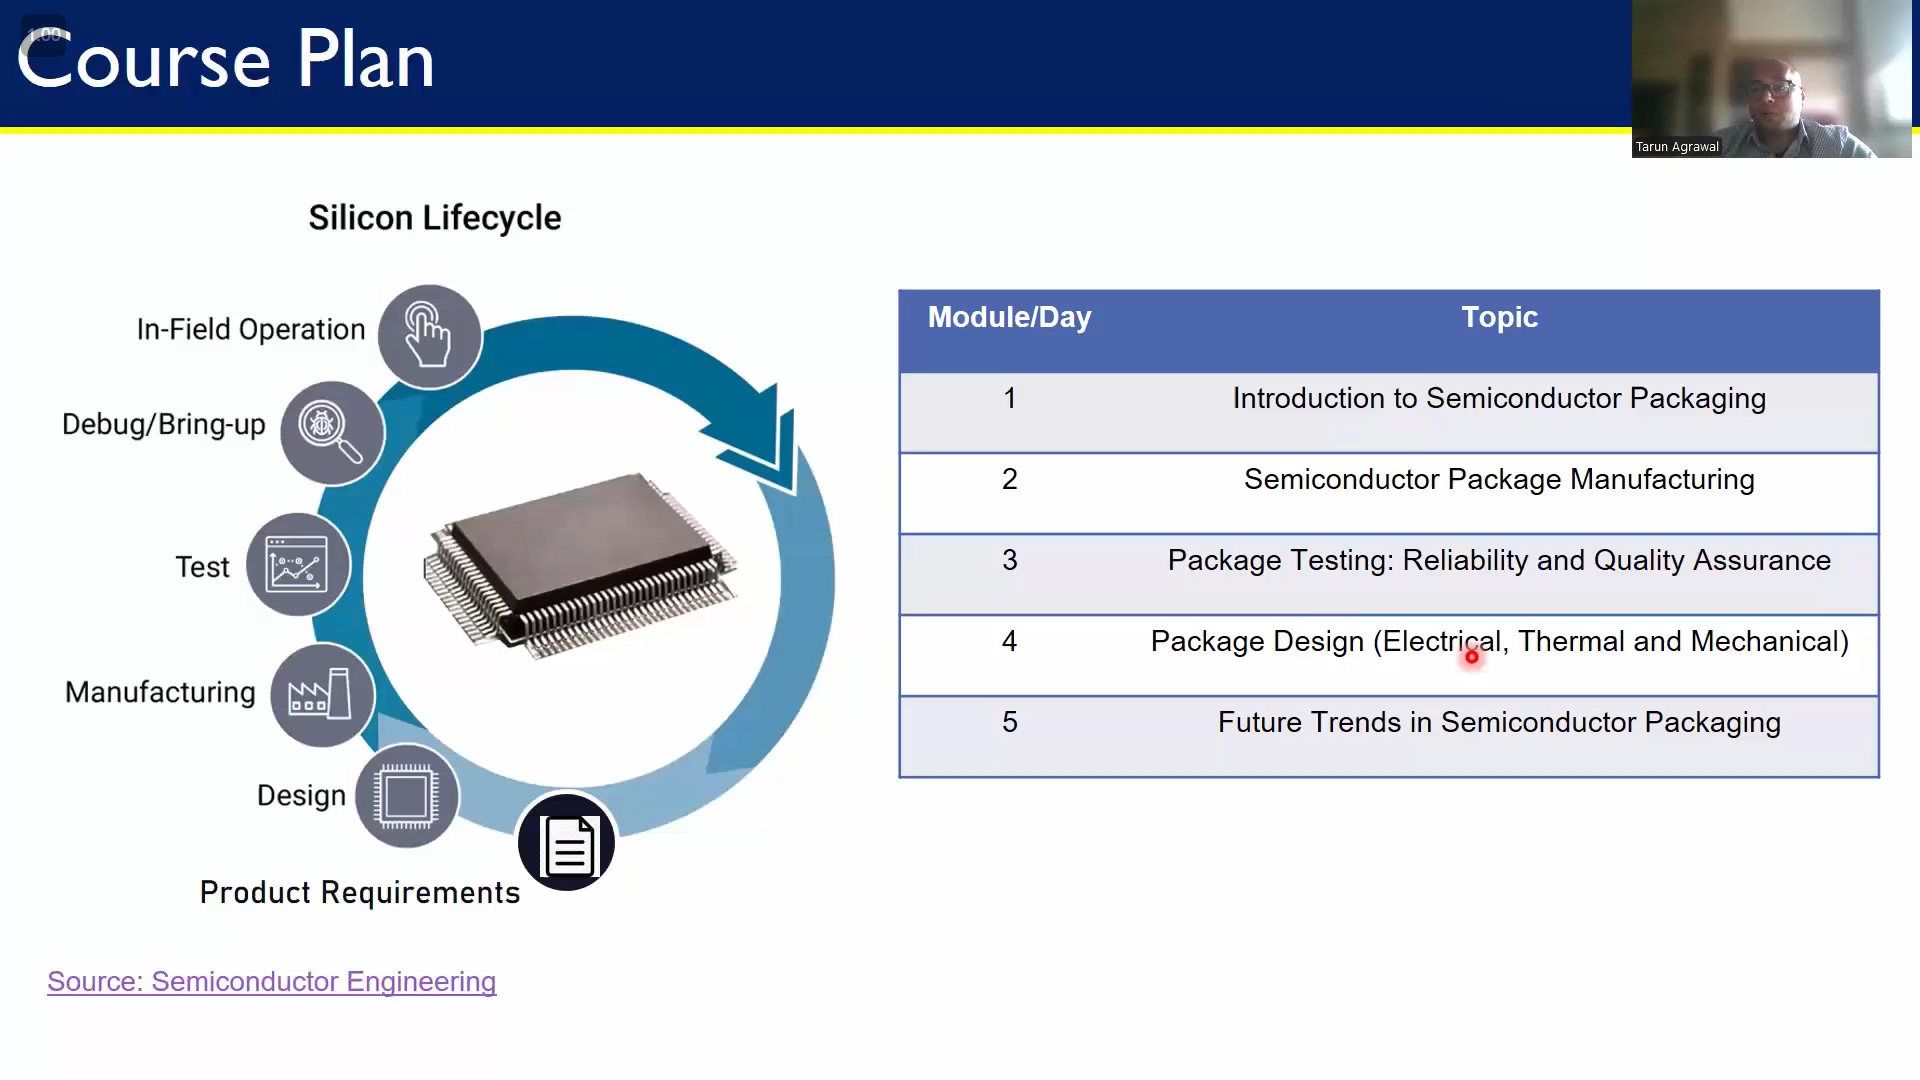 1.00
Course Plan
Tarun Agrawal
Silicon Lifecycle
In-Field Operation
Debug/Bring-up
Test
Manufacturing
Design
Product Requirements
Module/Day Topic
1 Introduction to Semiconductor Packaging
2 Semiconductor Package Manufacturing
3 Package Testing: Reliability and Quality Assurance
4 Package Design (Electrical, Thermal and Mechanical)
5 Future Trends in Semiconductor Packaging
Source: Semiconductor Engineering